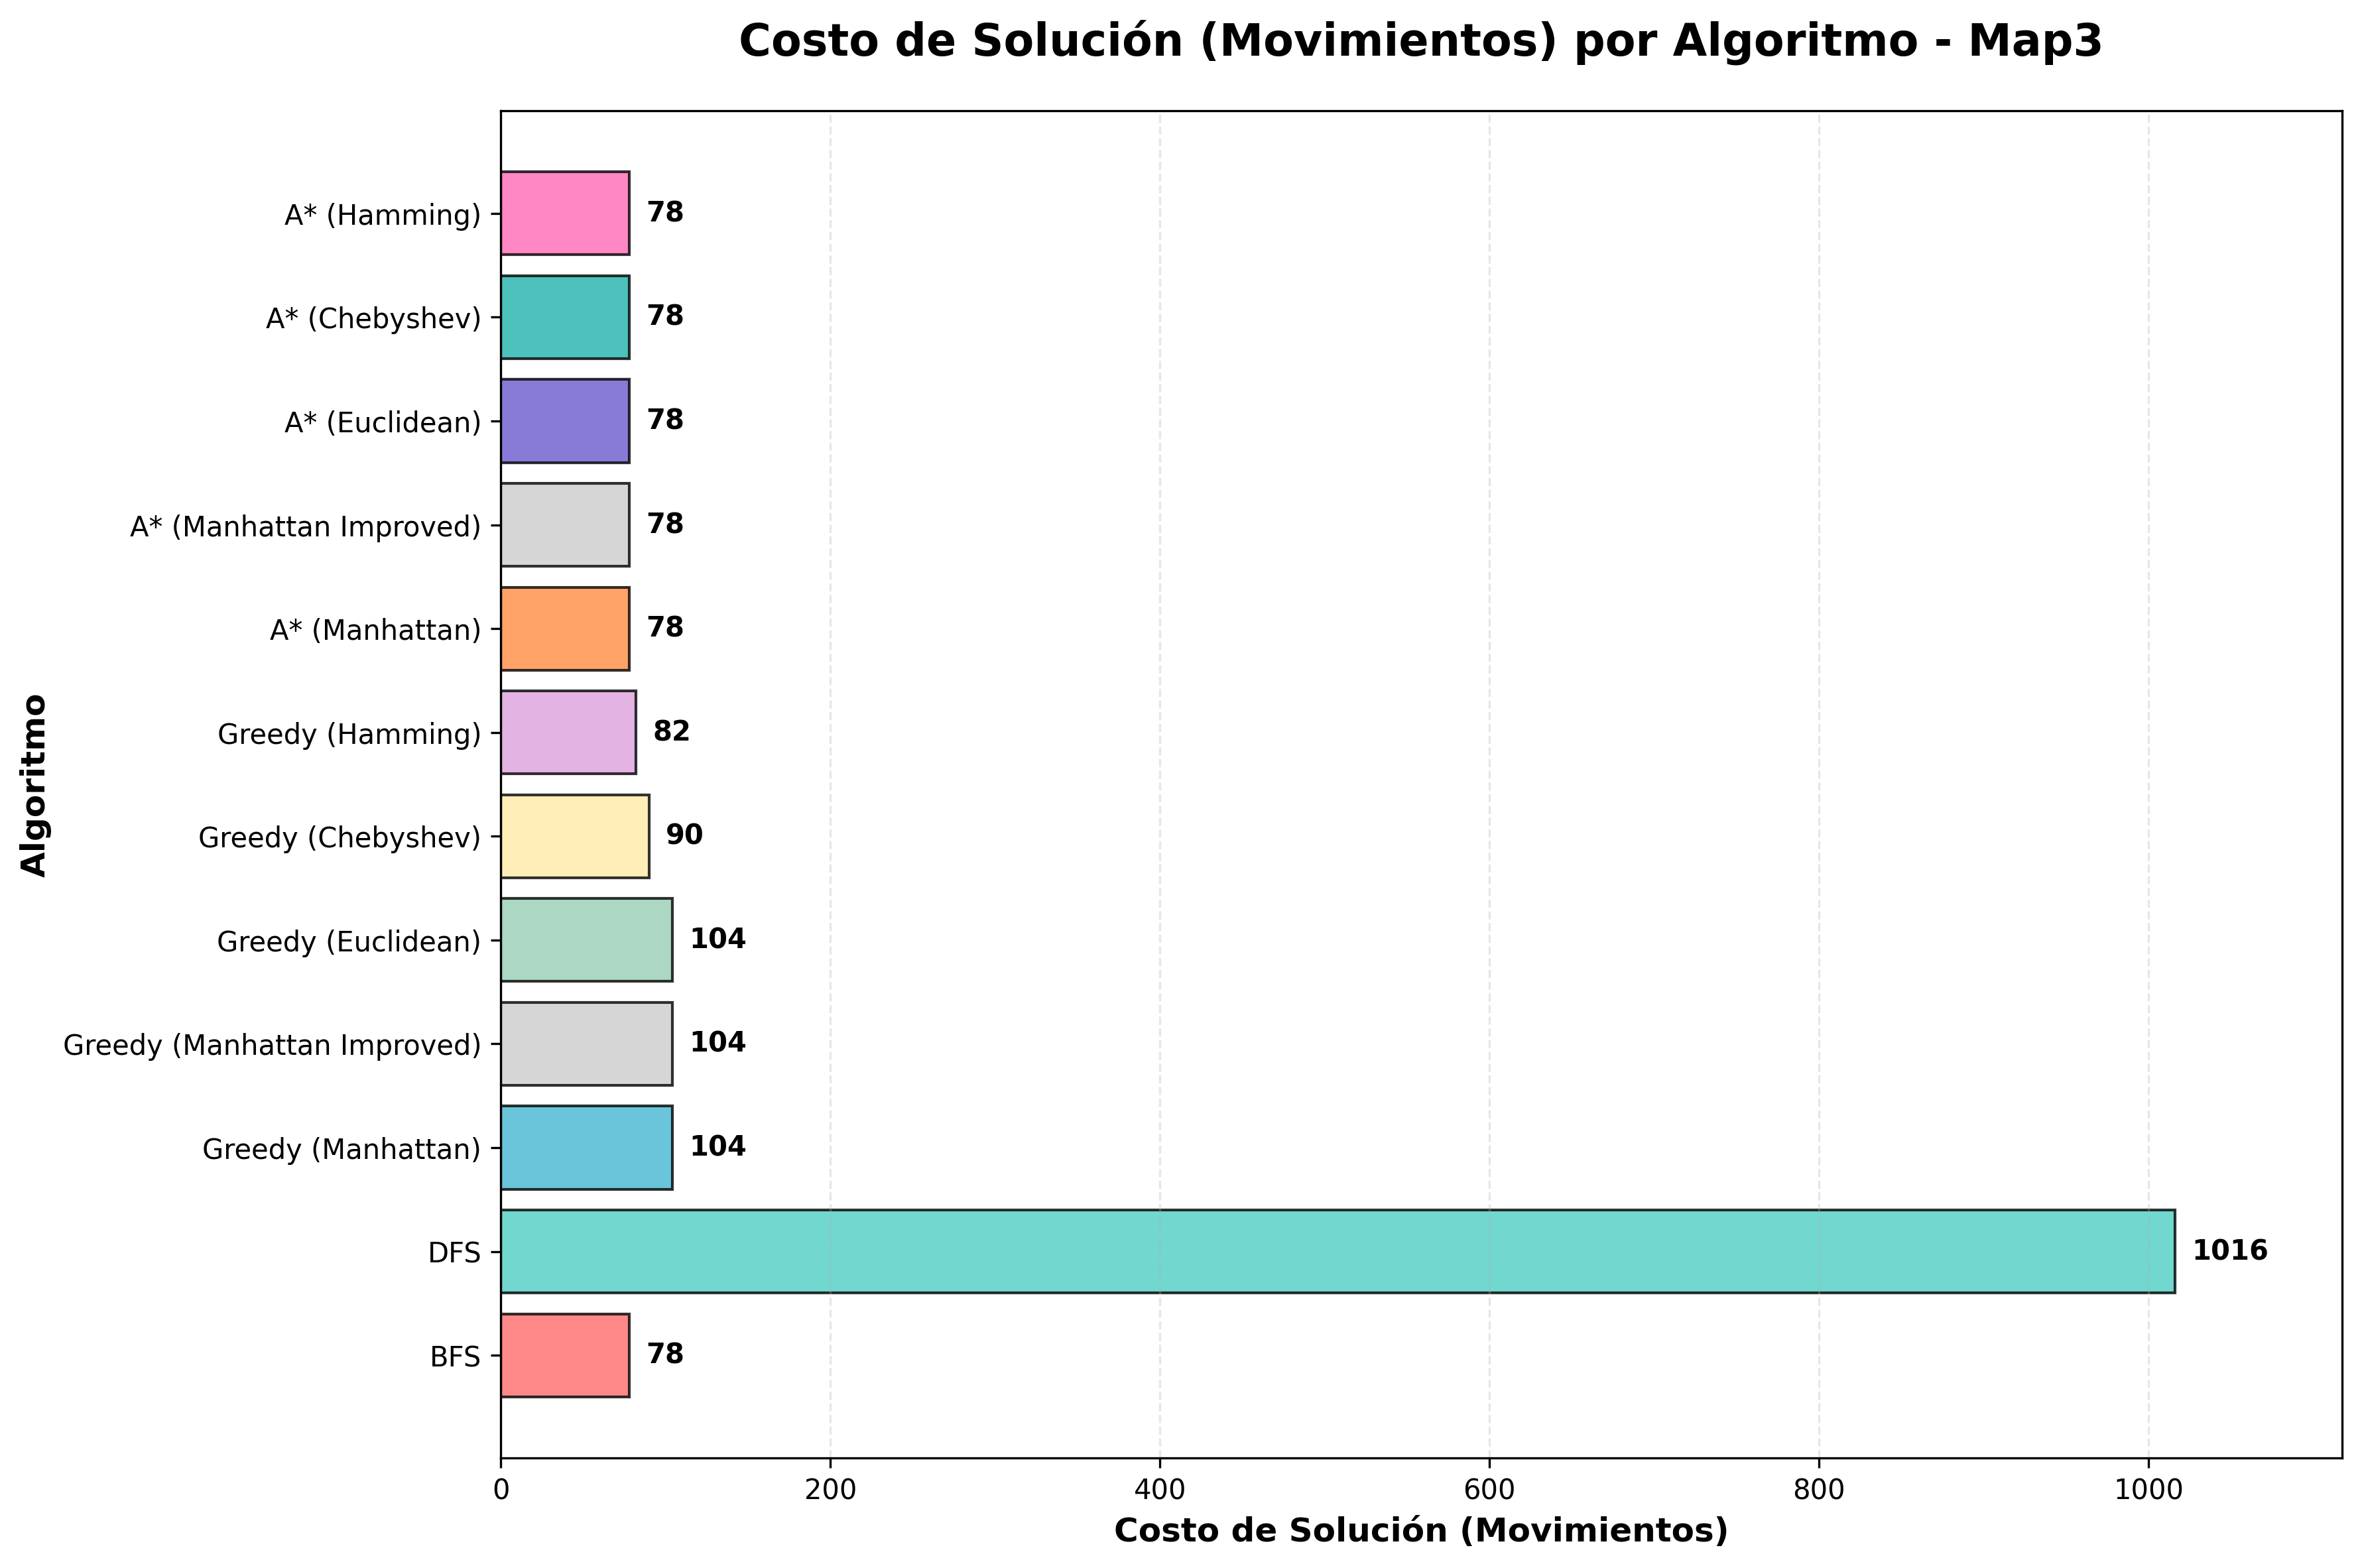 Costo de Solución (Movimientos) por Algoritmo - Map3
A* (Hamming) 78
A* (Chebyshev) 78
A* (Euclidean) 78
A* (Manhattan Improved) 78
A* (Manhattan) 78
Greedy (Hamming) 82
Greedy (Chebyshev) 90
Greedy (Euclidean) 104
Greedy (Manhattan Improved) 104
Greedy (Manhattan) 104
DFS 1016
BFS 78
Algoritmo
0 200 400 600 800 1000
Costo de Solución (Movimientos)